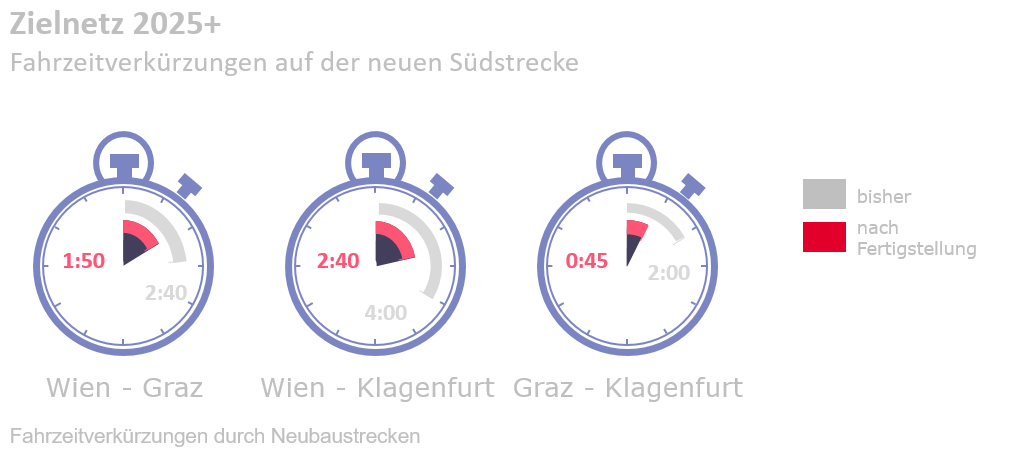 Zielnetz 2025+
Fahrzeitverkürzungen auf der neuen Südstrecke
1:50
2:40
2:40
4:00
0:45
2:00
bisher
nach
Fertigstellung
Wien - Graz
Wien - Klagenfurt
Graz - Klagenfurt
Fahrzeitverkürzungen durch Neubaustrecken